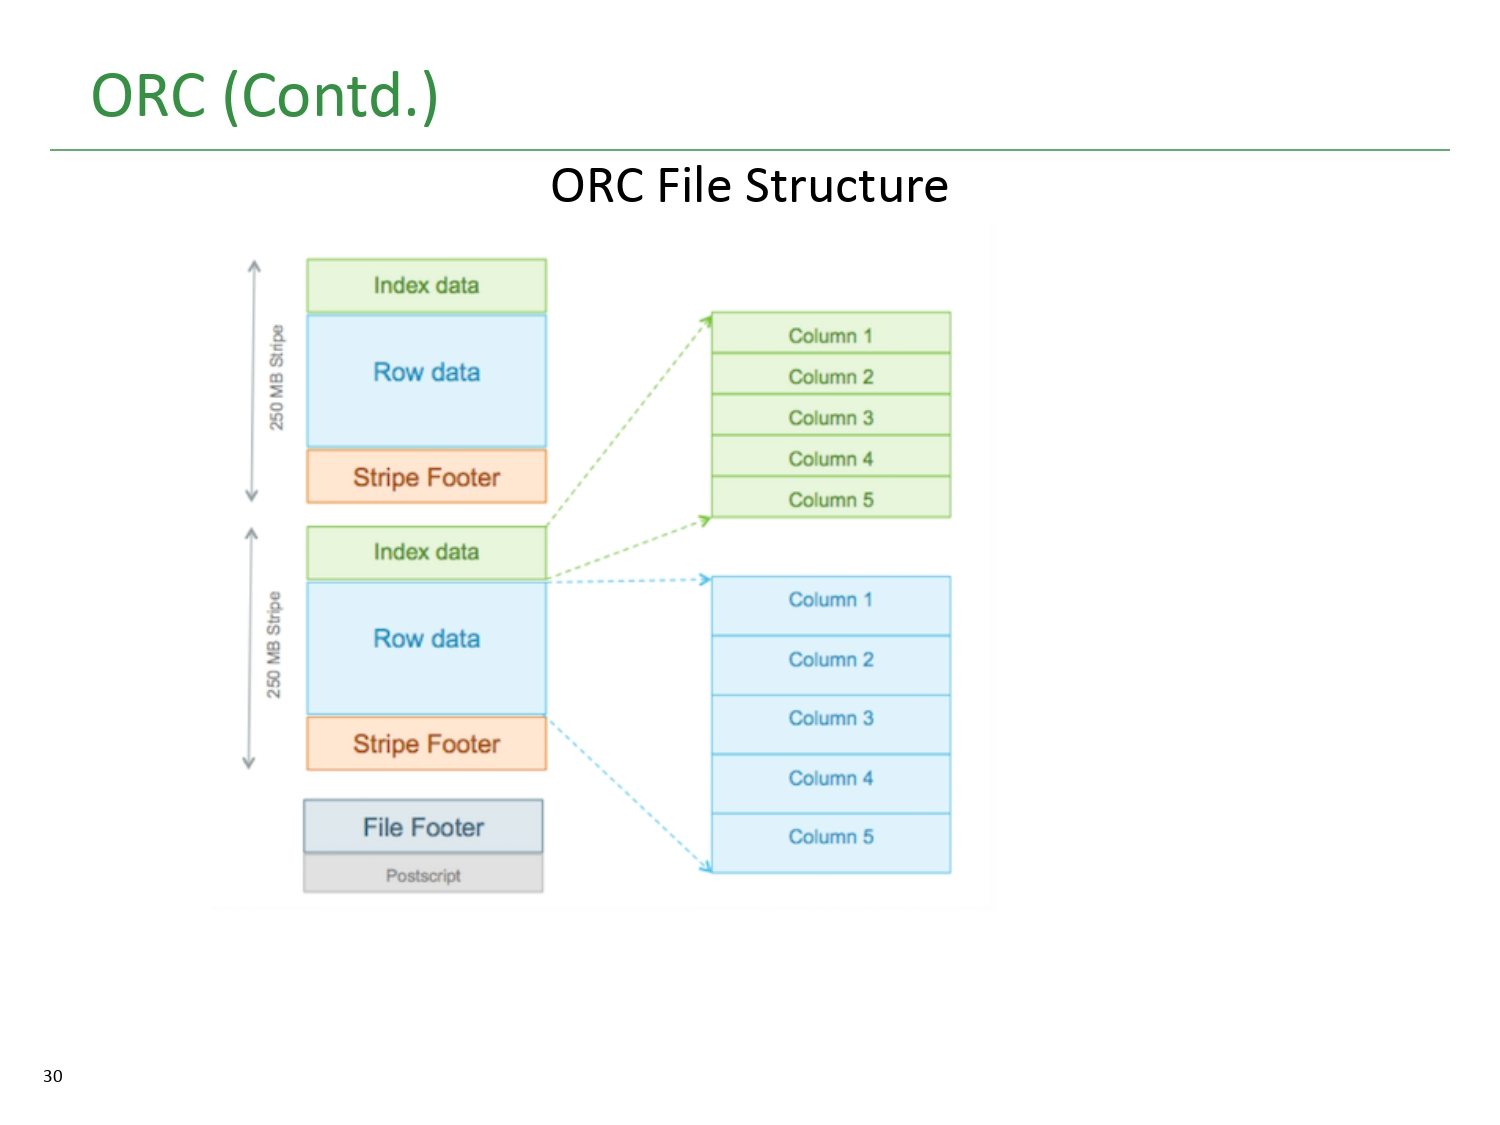 ORC (Contd.)
ORC File Structure
250 MB Stripe
Index data
Row data
Stripe Footer
250 MB Stripe
Index data
Row data
Stripe Footer
File Footer
Postscript
Column 1
Column 2
Column 3
Column 4
Column 5
Column 1
Column 2
Column 3
Column 4
Column 5
30